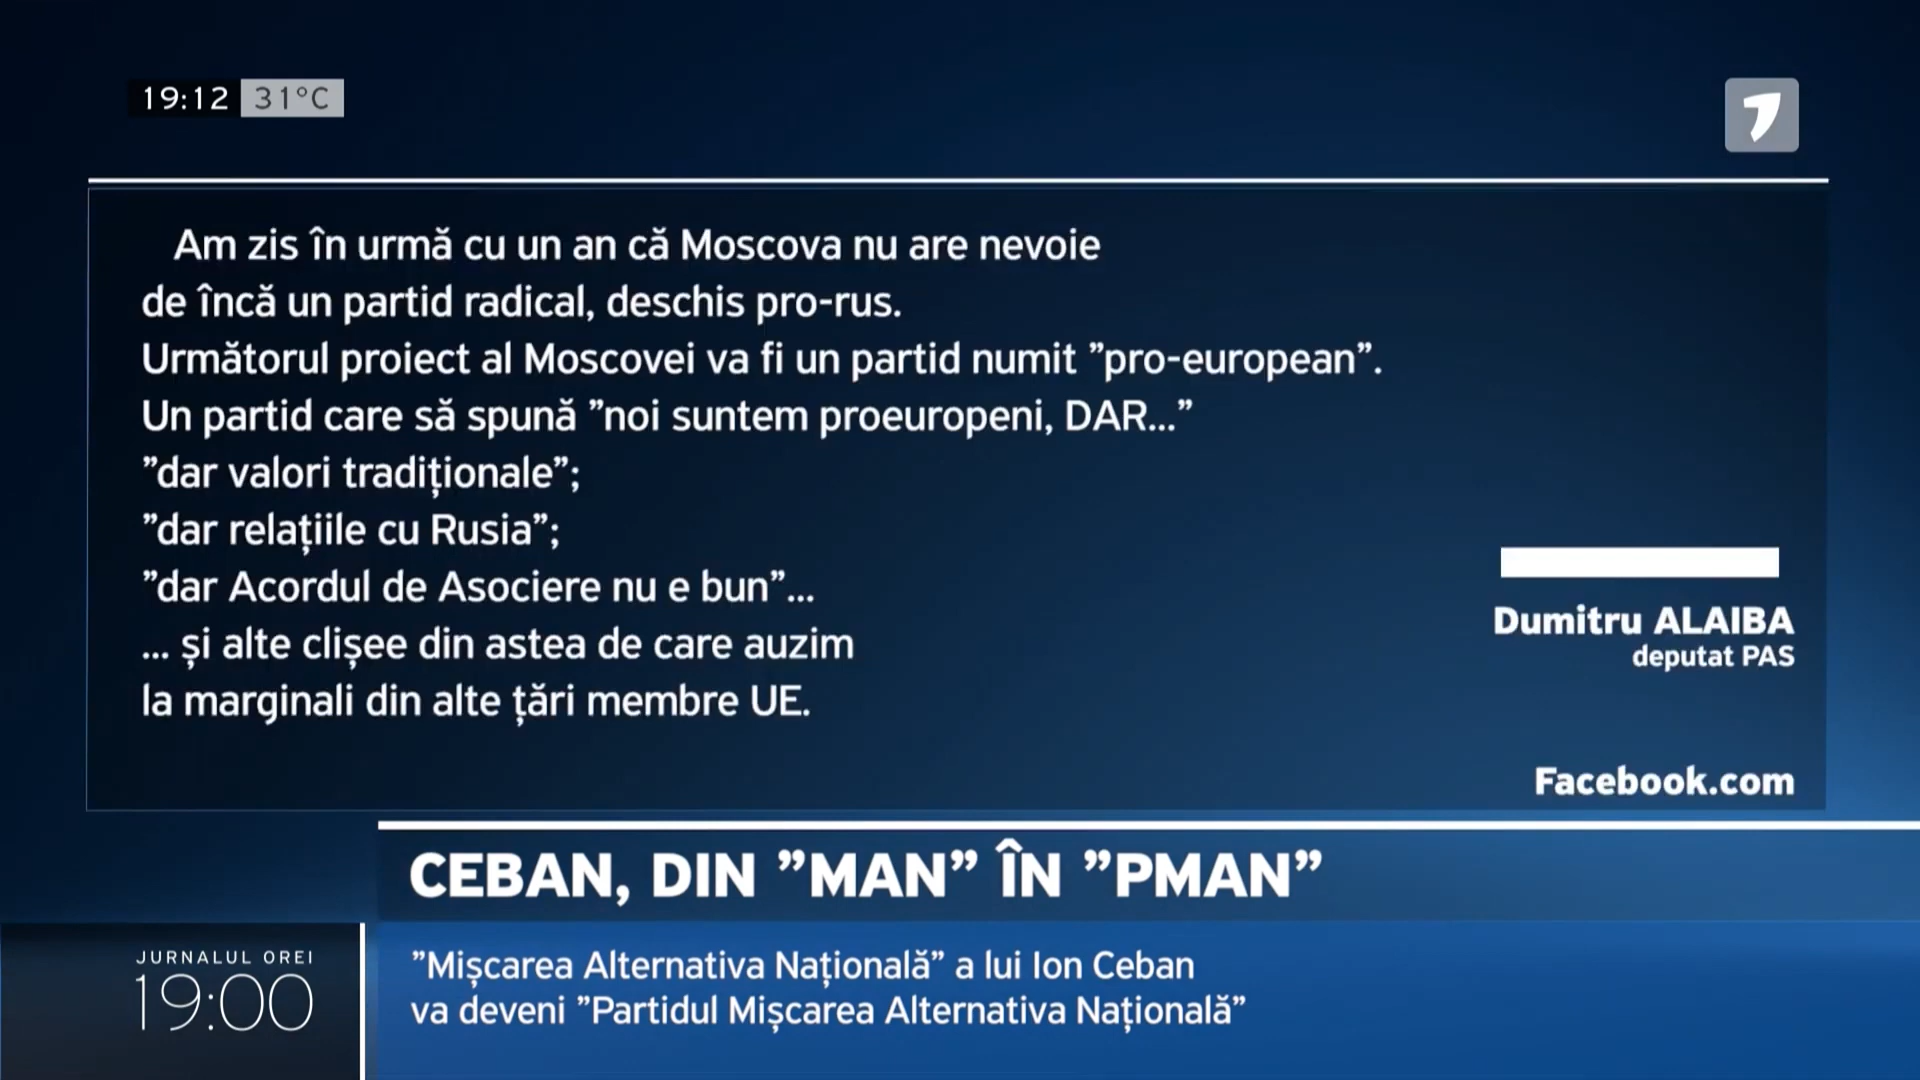 19:12 31°C
Am zis în urmă cu un an că Moscova nu are nevoie
de încă un partid radical, deschis pro-rus.
Următorul proiect al Moscovei va fi un partid numit ”pro-european”.
Un partid care să spună ”noi suntem proeuropeni, DAR...”
”dar valori tradiționale”;
”dar relațiile cu Rusia”;
”dar Acordul de Asociere nu e bun”...
... și alte clișee din astea de care auzim
la marginali din alte țări membre UE.
Dumitru ALAIBA
deputat PAS
Facebook.com
CEBAN, DIN ”MAN” ÎN ”PMAN”
JURNALUL OREI
19:00
”Mișcarea Alternativa Națională” a lui Ion Ceban
va deveni ”Partidul Mișcarea Alternativa Națională”